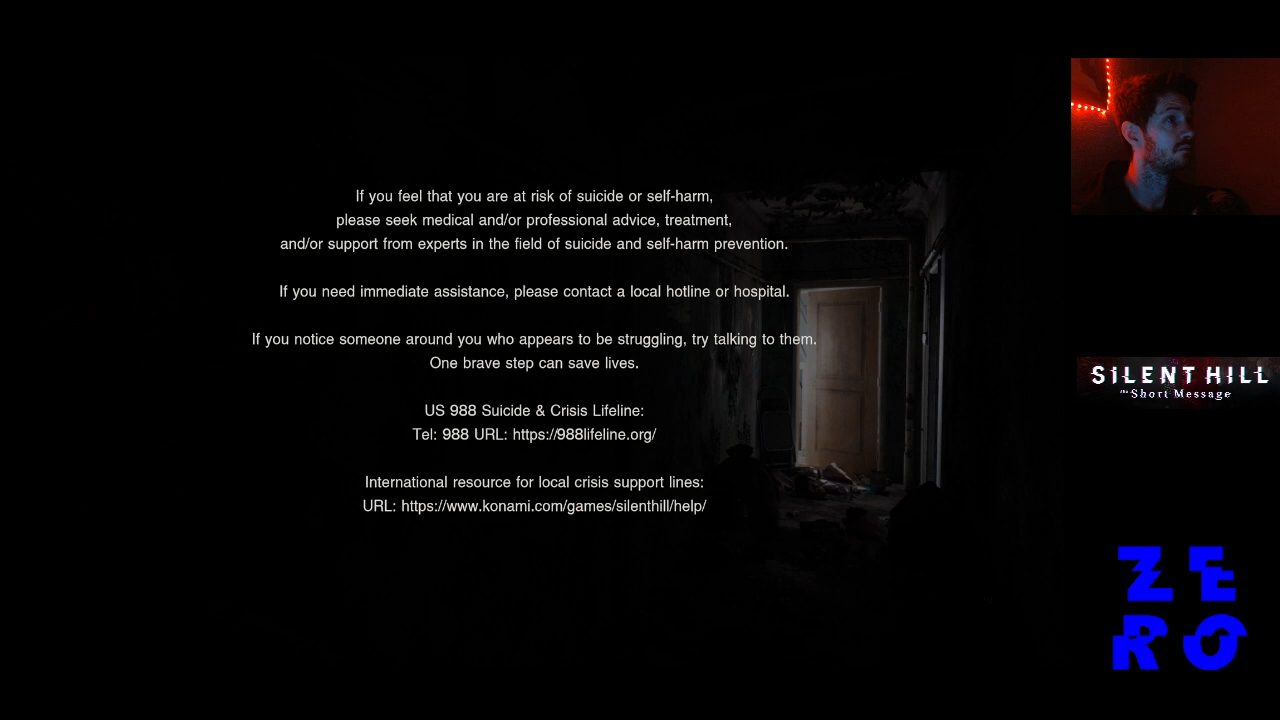 If you feel that you are at risk of suicide or self-harm,
please seek medical and/or professional advice, treatment,
and/or support from experts in the field of suicide and self-harm prevention.
If you need immediate assistance, please contact a local hotline or hospital.
If you notice someone around you who appears to be struggling, try talking to them.
One brave step can save lives.
US 988 Suicide & Crisis Lifeline:
Tel: 988 URL: https://988lifeline.org/
International resource for local crisis support lines:
URL: https://www.konami.com/games/silenthill/help/
SILENT HILL
The Short Message
ZE
RO